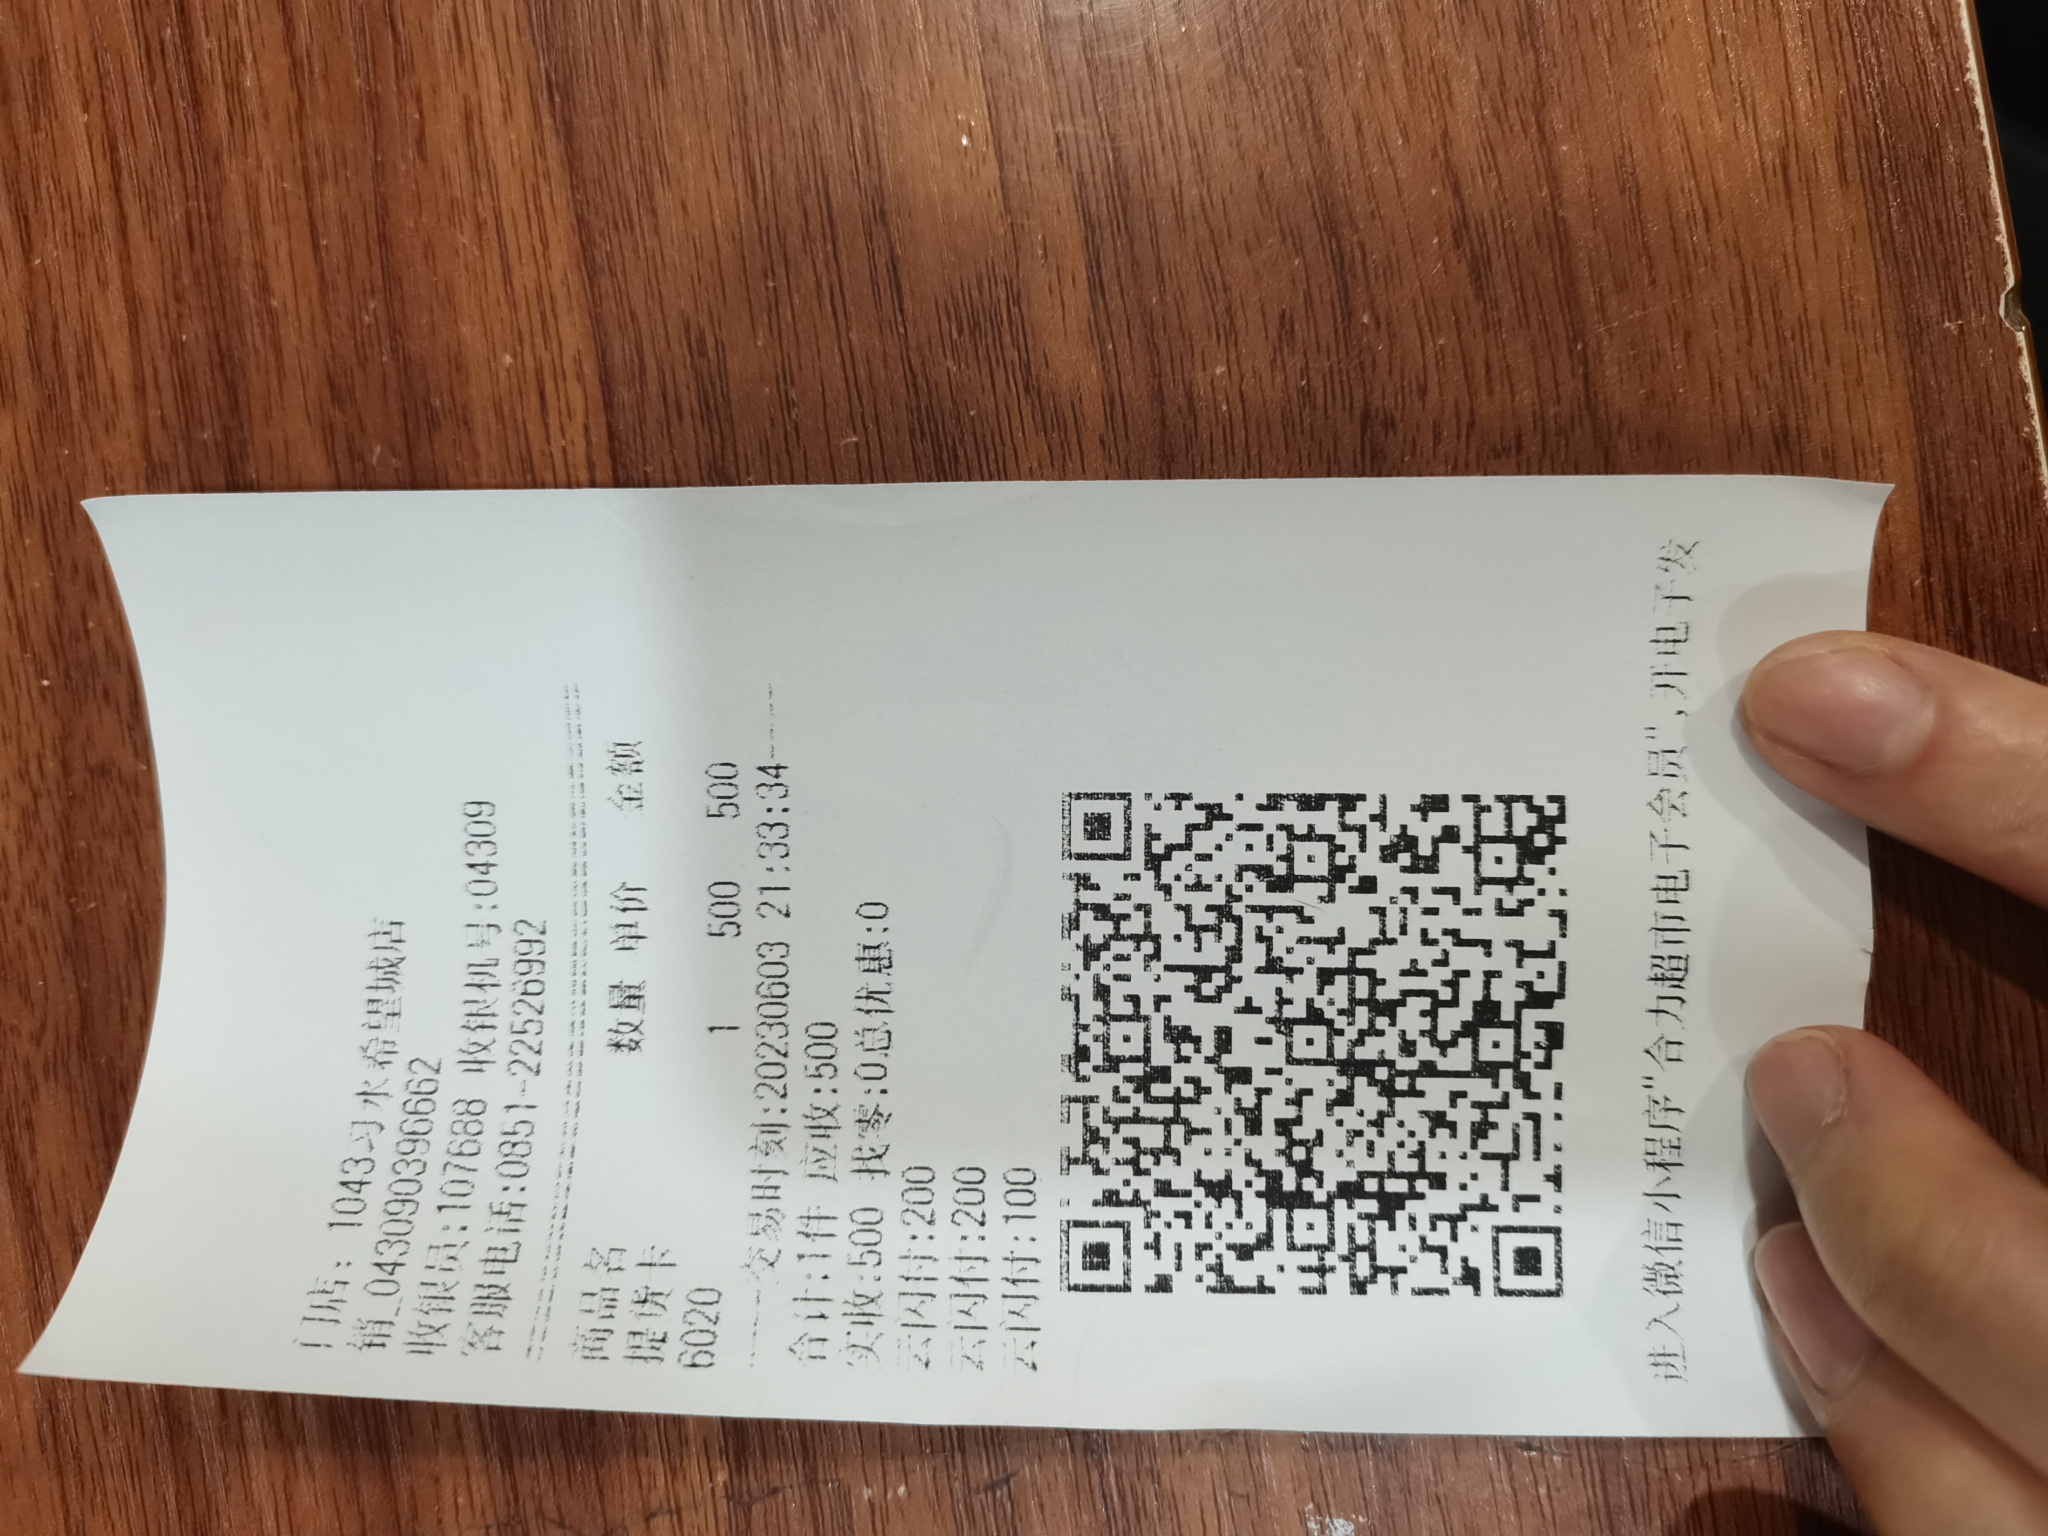 门店: 1043习水希望城店
销_043090396662
收银员:107688 收银机号:04309
客服电话:0851-22526992
商品名 数量 单价 金额
提货卡
6020 1 500 500
交易时刻:20230603 21:33:34
合计:1件 应收:500
实收:500 找零:0总优惠:0
云闪付:200
云闪付:200
云闪付:100
进入微信小程序"合力超市电子会员",开电子发